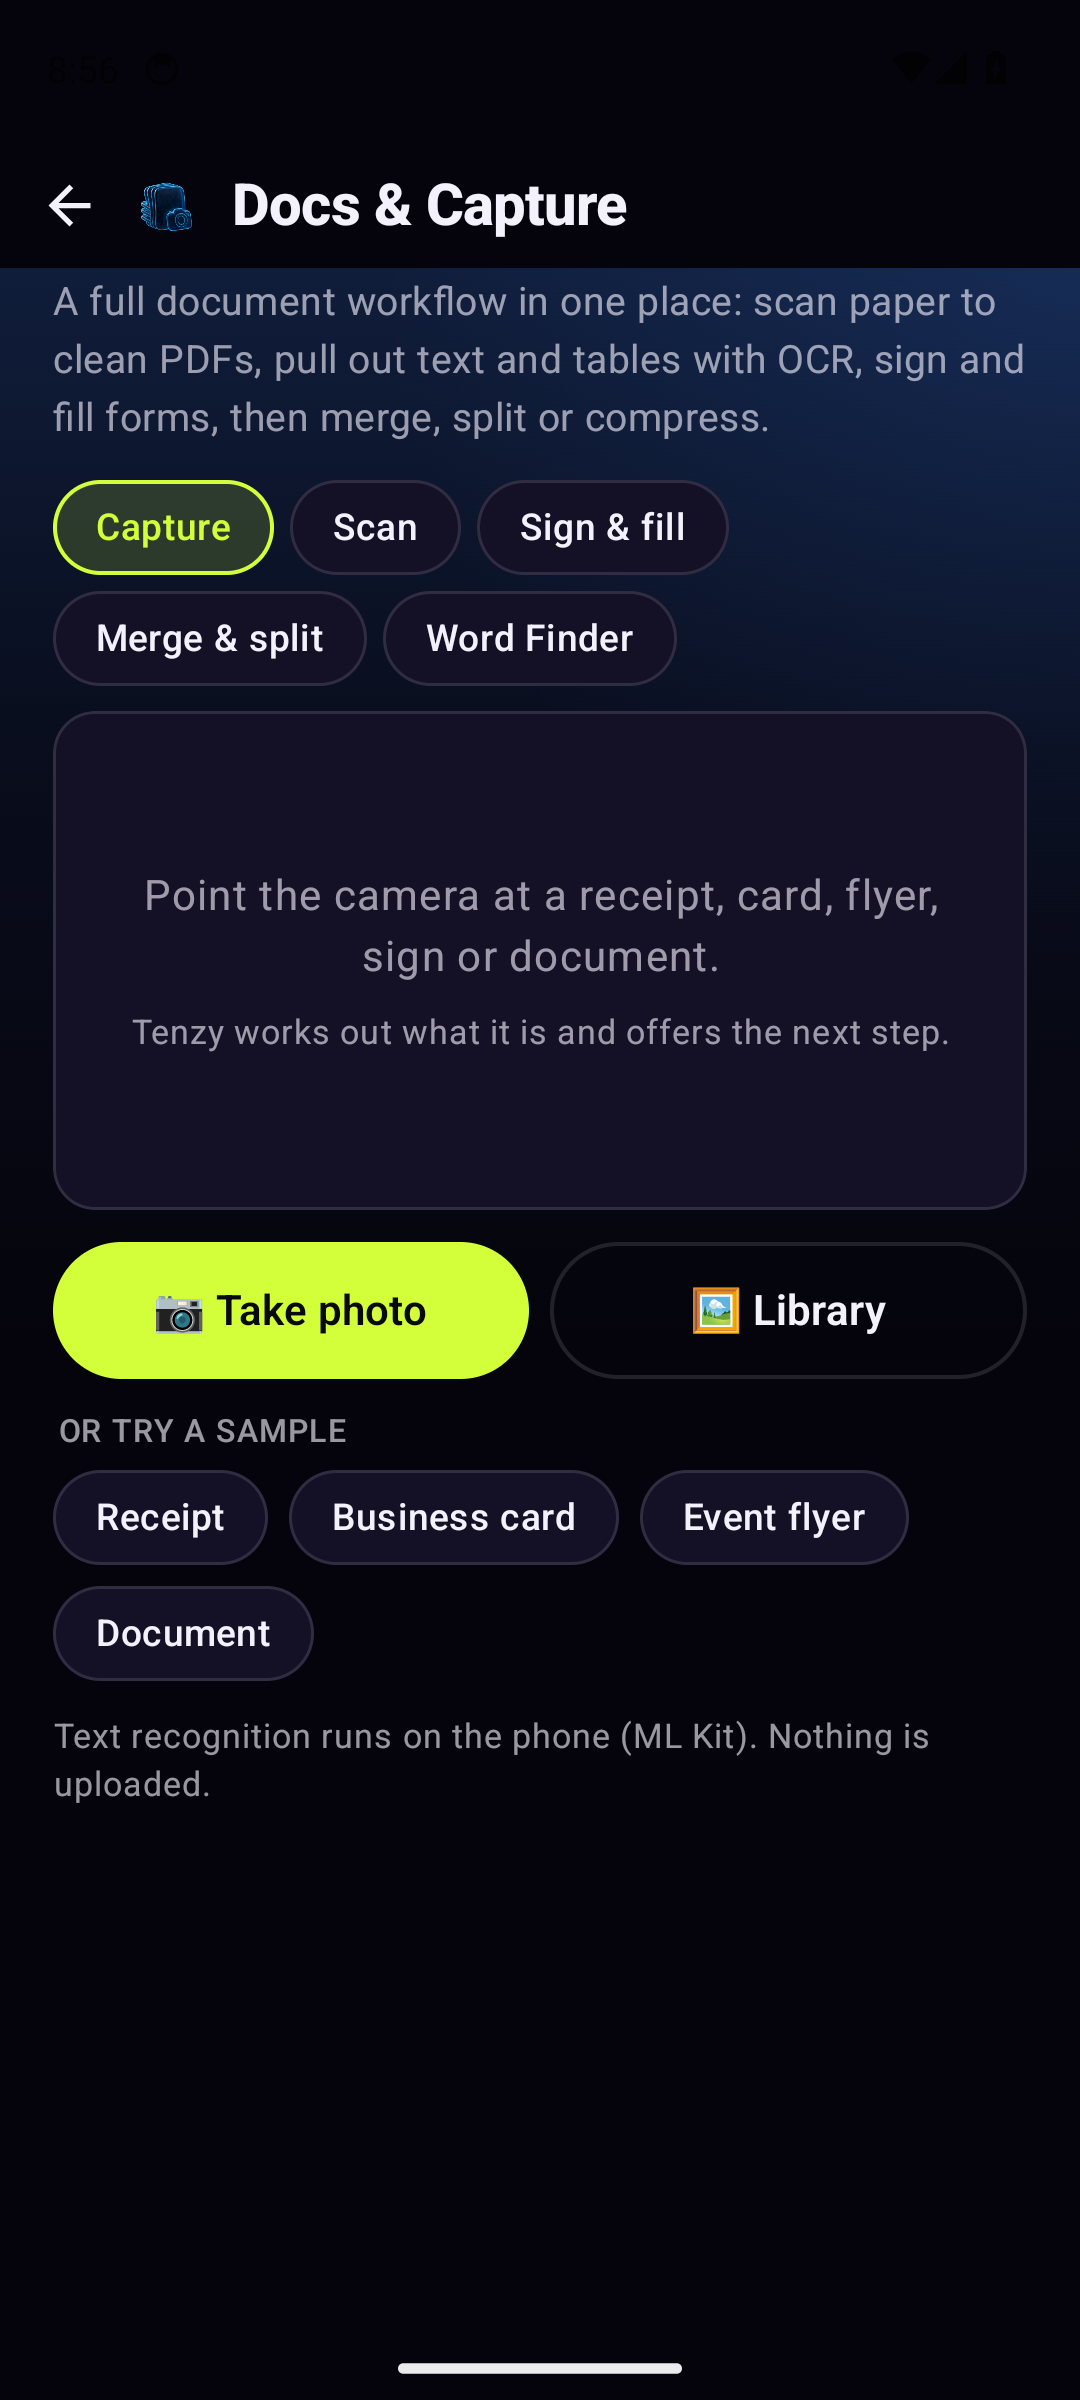 8:56
Docs & Capture
A full document workflow in one place: scan paper to
clean PDFs, pull out text and tables with OCR, sign and
fill forms, then merge, split or compress.
Capture
Scan
Sign & fill
Merge & split
Word Finder
Point the camera at a receipt, card, flyer,
sign or document.
Tenzy works out what it is and offers the next step.
Take photo
Library
OR TRY A SAMPLE
Receipt
Business card
Event flyer
Document
Text recognition runs on the phone (ML Kit). Nothing is
uploaded.